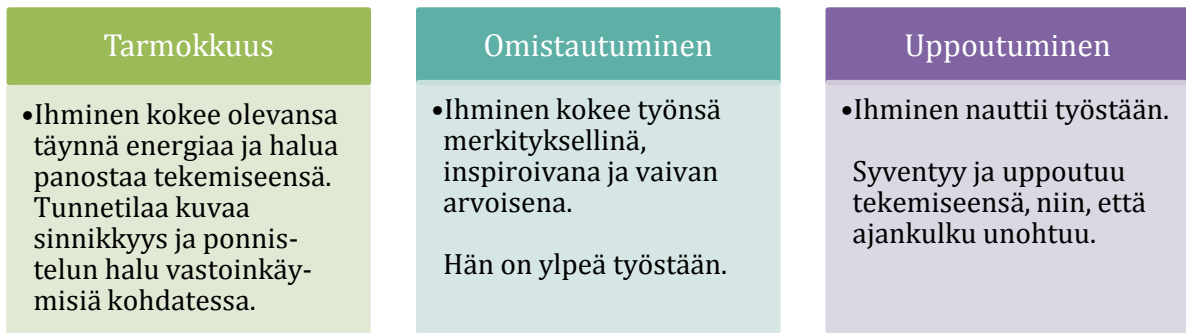 Tarmokkuus
•Ihminen kokee olevansa
täynnä energiaa ja halua
panostaa tekemiseensä.
Tunnetilaa kuvaa
sinnikkyys ja ponnis-
telun halu vastoinkäy-
misiä kohdatessa.
Omistautuminen
•Ihminen kokee työnsä
merkityksellinä,
inspiroivana ja vaivan
arvoisena.
Hän on ylpeä työstään.
Uppoutuminen
•Ihminen nauttii työstään.
Syventyy ja uppoutuu
tekemiseensä, niin, että
ajankulku unohtuu.